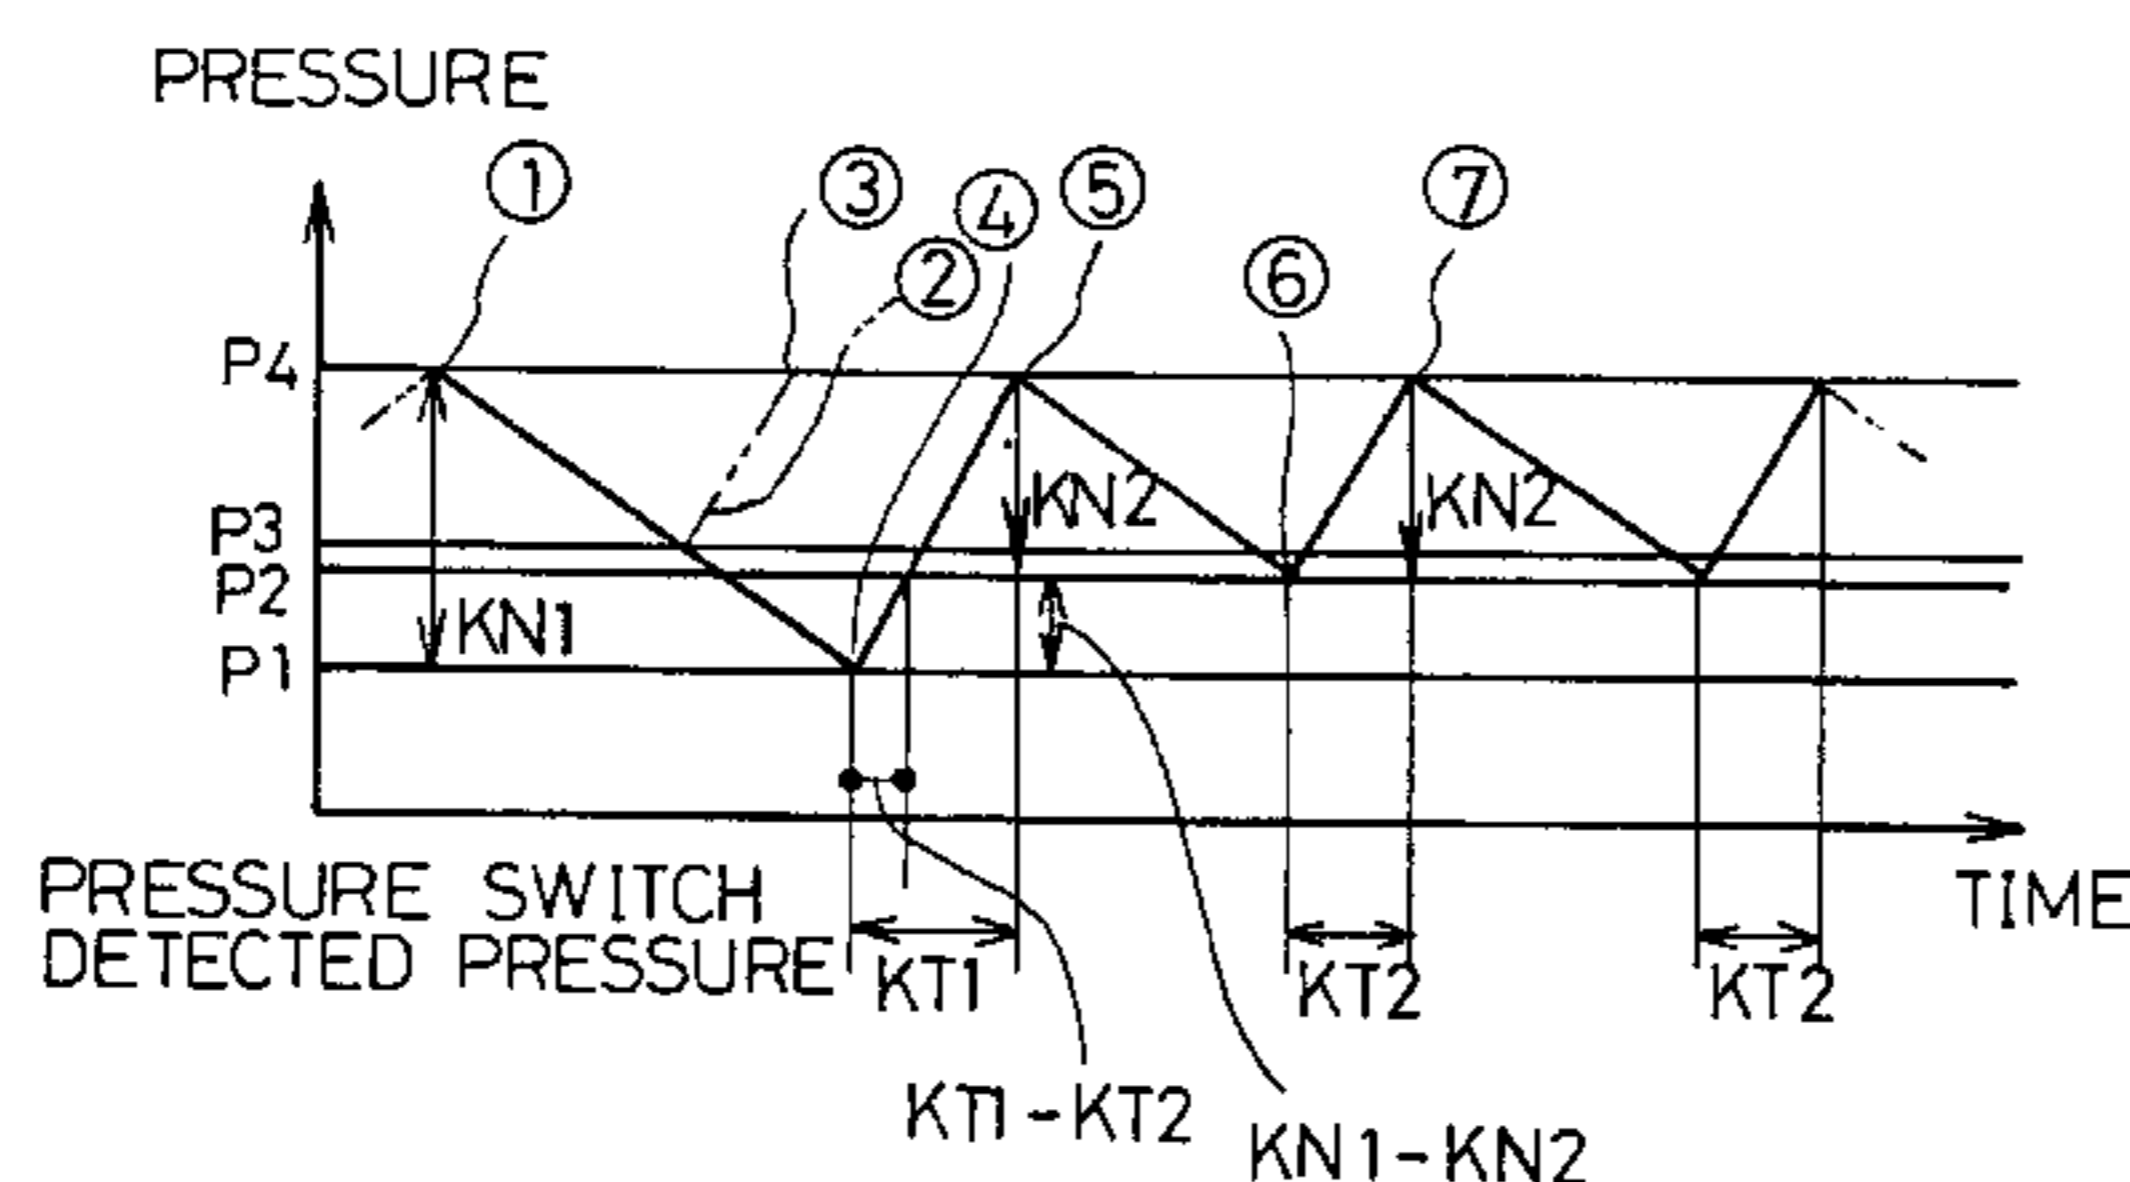 PRESSURE
①
③
④
⑤
⑦
②
⑥
P4
P3
KN2
KN2
P2
KN1
P1
PRESSURE SWITCH
DETECTED PRESSURE
TIME
KT1
KT2
KT2
KT1-KT2
KN1-KN2